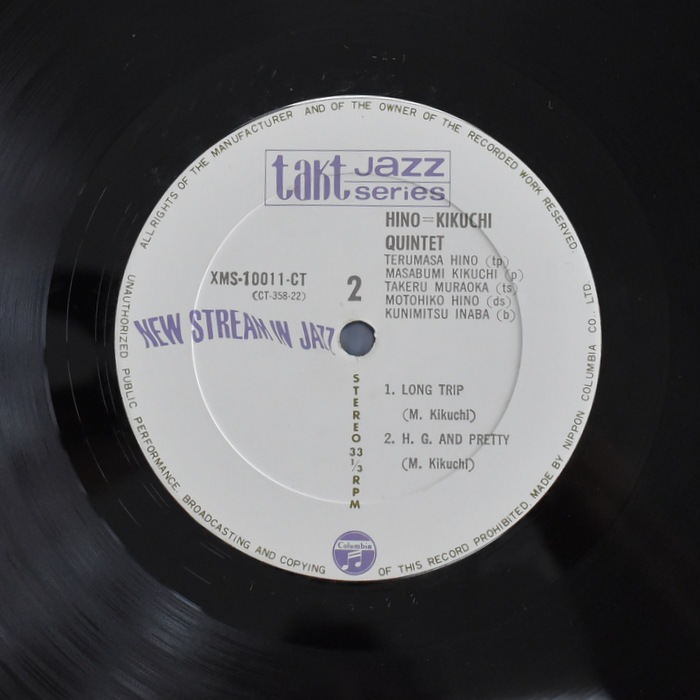 ALL RIGHTS OF THE MANUFACTURER AND OF THE OWNER OF THE RECORDED WORK RESERVED
takt JAZZ series
HINO=KIKUCHI
QUINTET
TERUMASA HINO (tp)
MASABUMI KIKUCHI (p)
TAKERU MURAOKA (ts)
MOTOHIKO HINO (ds)
KUNIMITSU INABA (b)
XMS-10011-CT
(CT-358-22)
2
NEW STREAM IN JAZZ
STEREO 33 1/3 RPM
1. LONG TRIP
(M. Kikuchi)
2. H. G. AND PRETTY
(M. Kikuchi)
Columbia
UNAUTHORIZED PUBLIC PERFORMANCE. BROADCASTING AND COPYING OF THIS RECORD PROHIBITED. MADE BY NIPPON COLUMBIA CO. LTD.